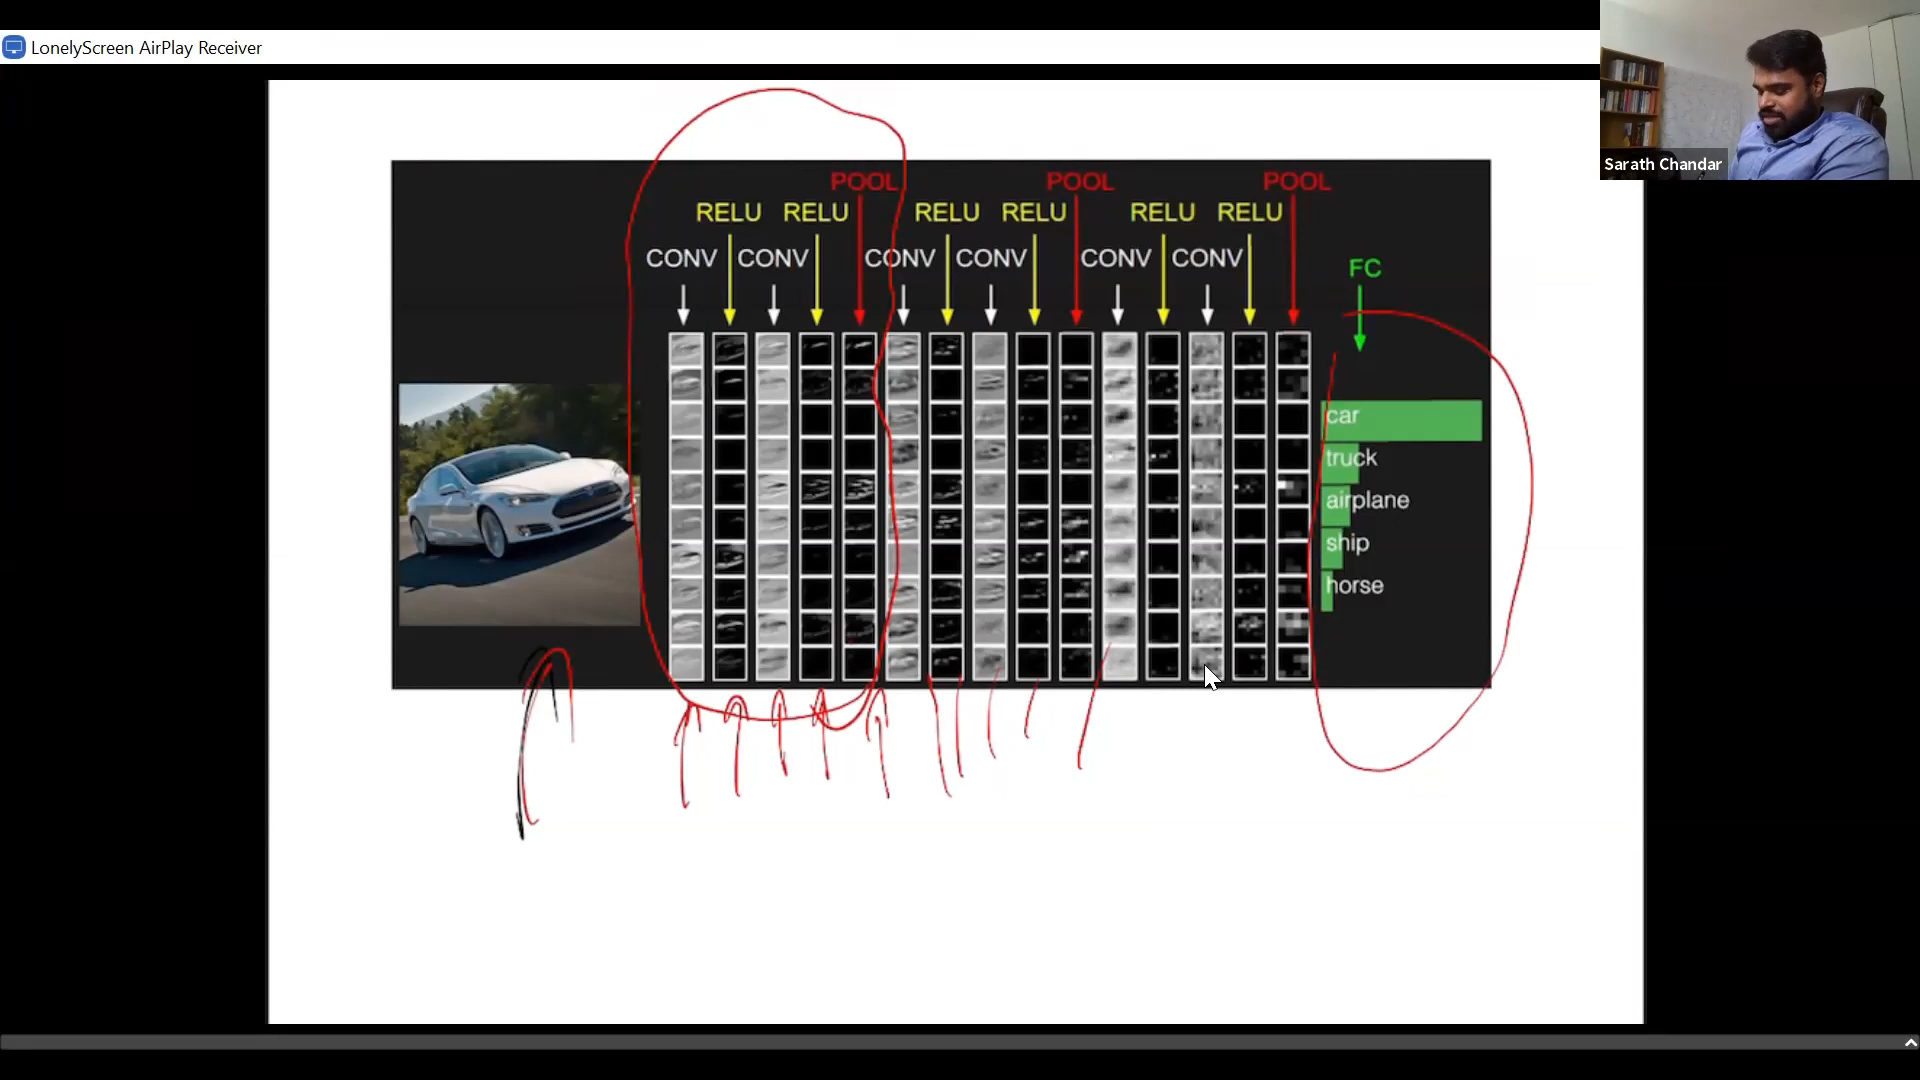 LonelyScreen AirPlay Receiver
Sarath Chandar
POOL POOL POOL
RELU RELU RELU RELU RELU RELU
CONV CONV CONV CONV CONV CONV
FC
car
truck
airplane
ship
horse